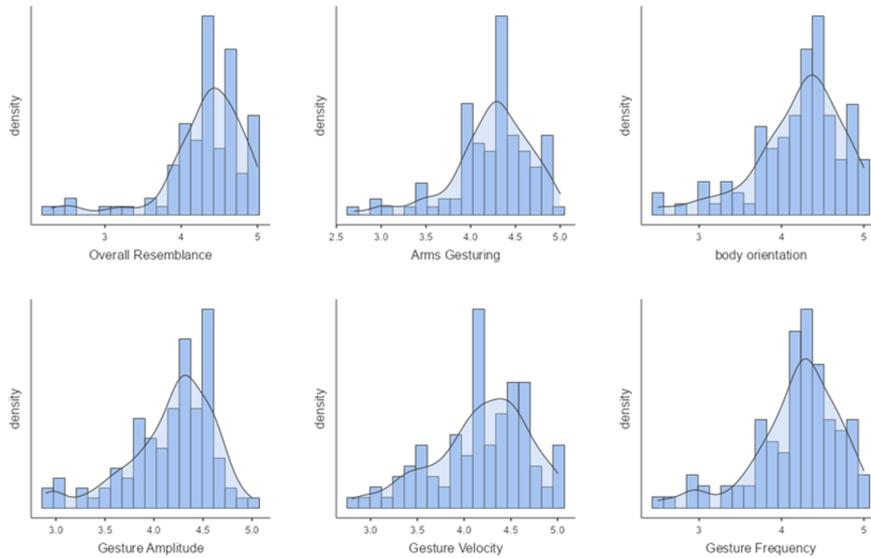 density
density
density
3 4 5
2.5 3.0 3.5 4.0 4.5 5.0
3 4 5
Overall Resemblance
Arms Gesturing
body orientation
density
density
density
3.0 3.5 4.0 4.5 5.0
3.0 3.5 4.0 4.5 5.0
3 4 5
Gesture Amplitude
Gesture Velocity
Gesture Frequency